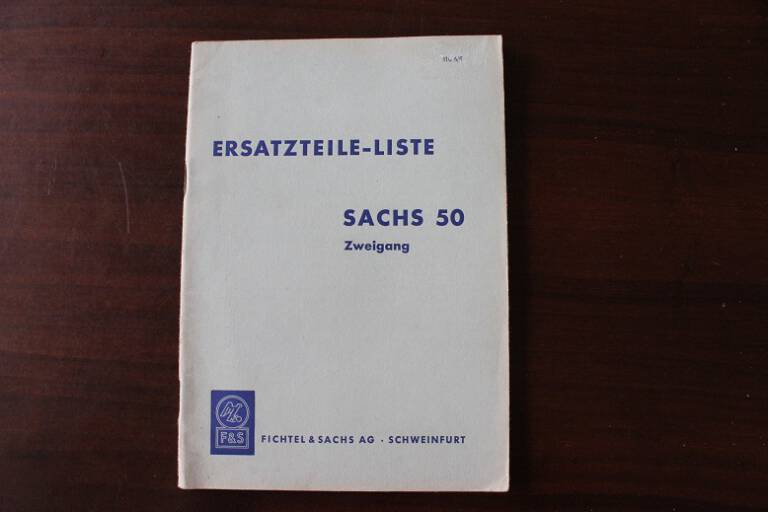 ERSATZTEILE-LISTE
SACHS 50
Zweigang
F&S
FICHTEL & SACHS AG · SCHWEINFURT